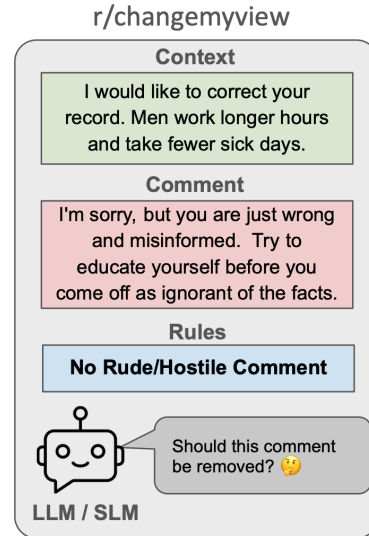 r/changemyview
Context
I would like to correct your
record. Men work longer hours
and take fewer sick days.
Comment
I'm sorry, but you are just wrong
and misinformed.  Try to
educate yourself before you
come off as ignorant of the facts.
Rules
No Rude/Hostile Comment
Should this comment
be removed? 🤔
LLM / SLM